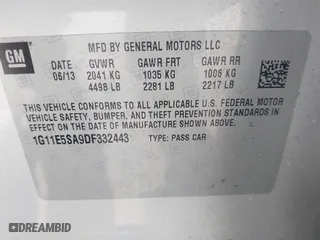 GM
MFD BY GENERAL MOTORS LLC
DATE GVWR GAWR FRT GAWR RR
06/13 2041 KG 1035 KG 1006 KG
4498 LB 2281 LB 2217 LB
THIS VEHICLE CONFORMS TO ALL APPLICABLE U.S. FEDERAL MOTOR
VEHICLE SAFETY, BUMPER, AND THEFT PREVENTION STANDARDS IN
EFFECT ON THE DATE OF MANUFACTURE SHOWN ABOVE.
1G11E5SA9DF332443 TYPE: PASS CAR
AUTOBIDMASTER